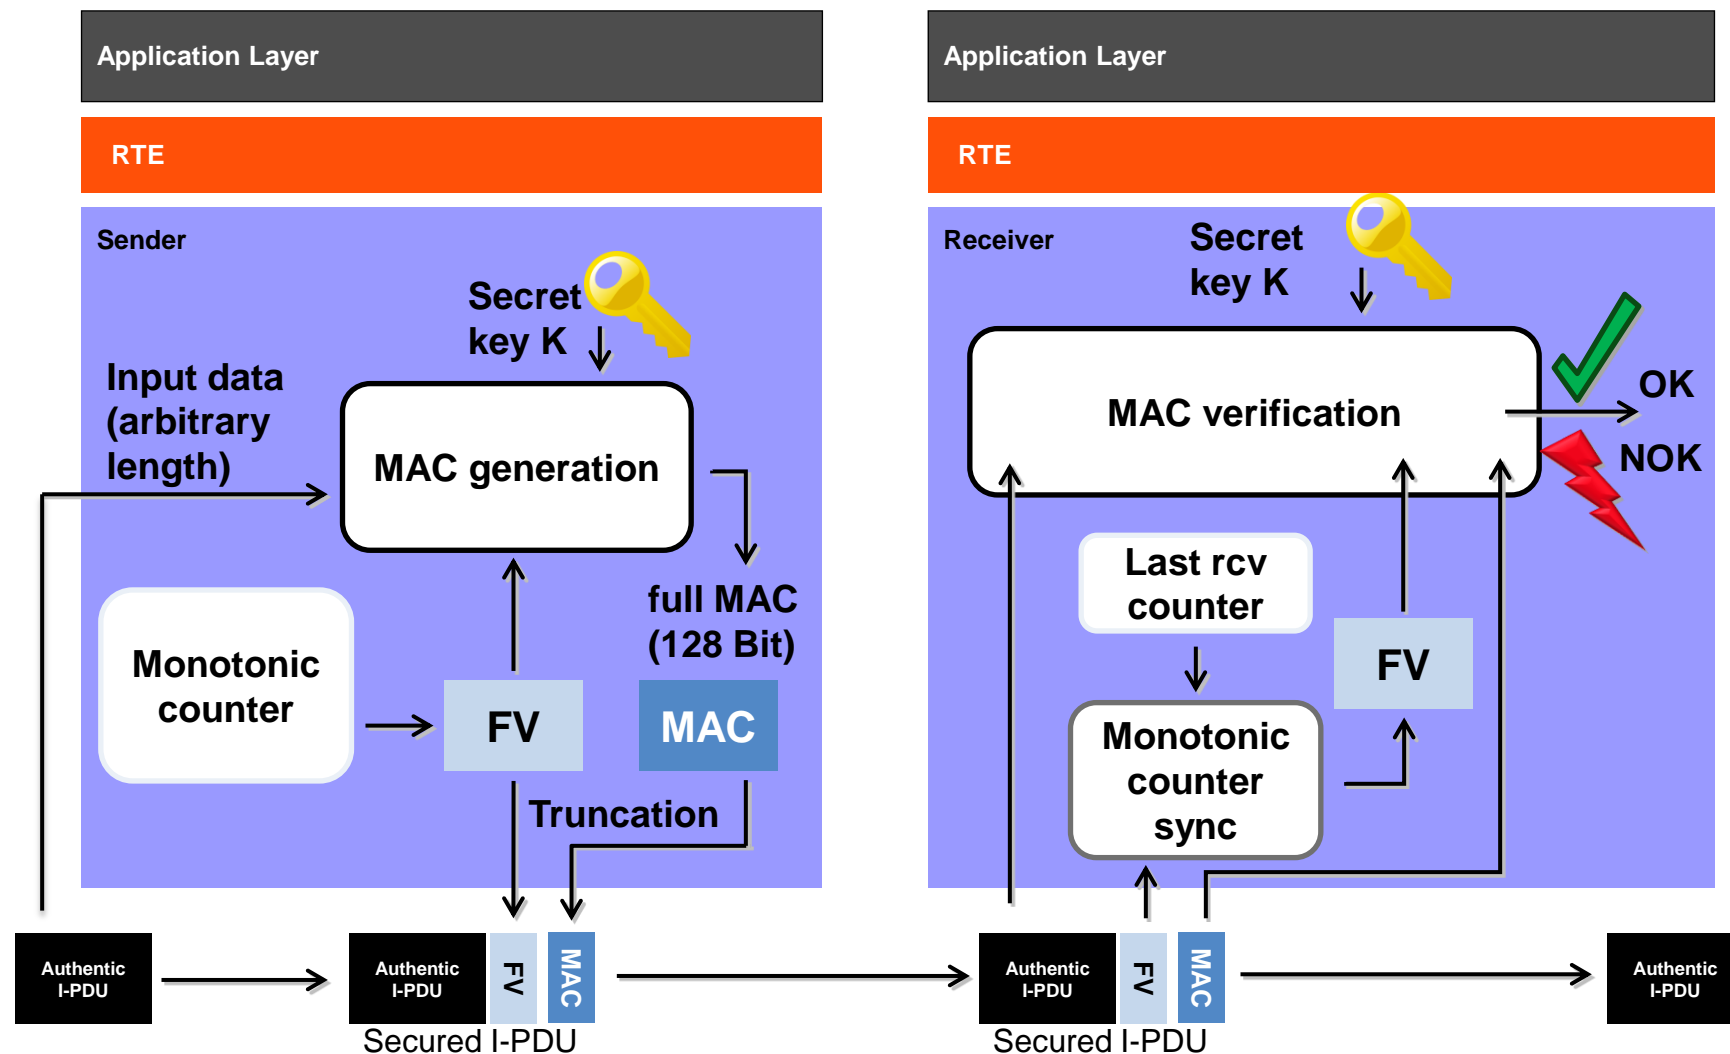 Application Layer
RTE
Sender
Secret
key K
Input data
(arbitrary
length)
MAC generation
full MAC
(128 Bit)
Monotonic
counter
FV
MAC
Truncation
Authentic
I-PDU
Authentic
I-PDU
FV
MAC
Secured I-PDU
Application Layer
RTE
Receiver
Secret
key K
MAC verification
OK
NOK
Last rcv
counter
FV
Monotonic
counter
sync
Authentic
I-PDU
FV
MAC
Secured I-PDU
Authentic
I-PDU